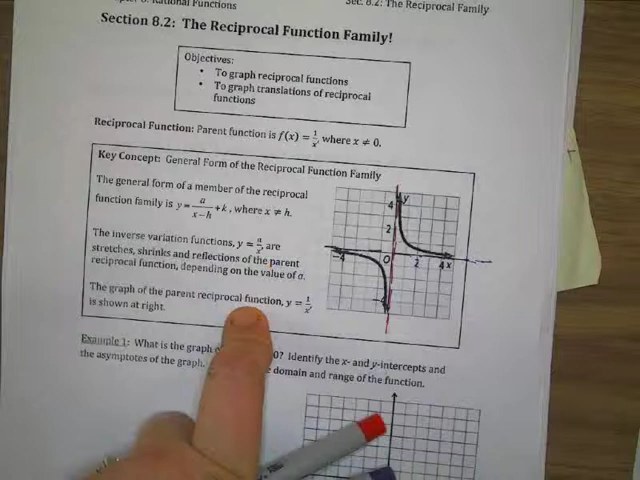 Rational Functions
Sec. 8.2: The Reciprocal Family
Section 8.2: The Reciprocal Function Family!
Objectives:
• To graph reciprocal functions
• To graph translations of reciprocal
functions
Reciprocal Function: Parent function is f(x) = 1/x, where x ≠ 0.
Key Concept: General Form of the Reciprocal Function Family
The general form of a member of the reciprocal
function family is y = a/(x−h) + k, where x ≠ h.
The inverse variation functions, y = a/x, are
stretches, shrinks and reflections of the parent
reciprocal function, depending on the value of a.
The graph of the parent reciprocal function, y = 1/x,
is shown at right.
4 y
2
−4 O 2 4 x
−4
Example 1: What is the graph 0? Identify the x- and y-intercepts and
the asymptotes of the graph. domain and range of the function.